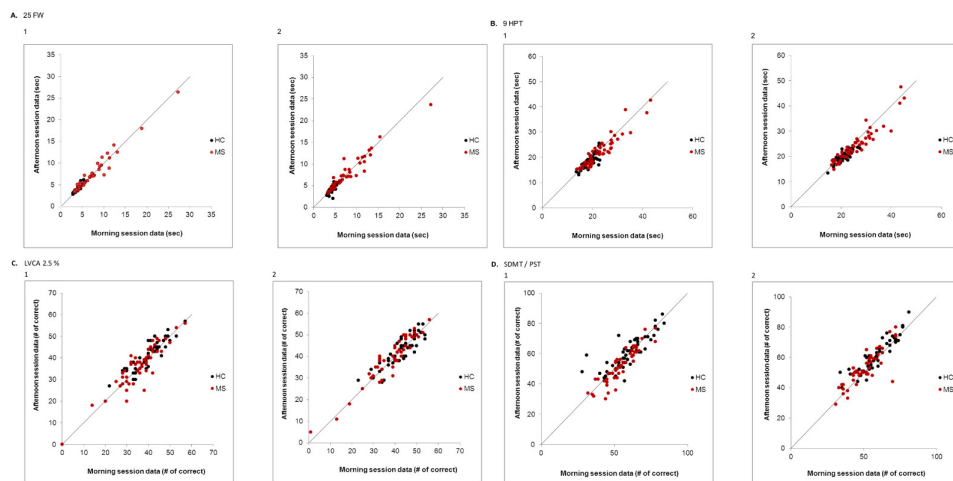 A. 25 FW
1
35
30
25
20
15
10
5
0
0 5 10 15 20 25 30 35
Afternoon session data (sec)
Morning session data (sec)
HC
MS
2
35
30
25
20
15
10
5
0
0 5 10 15 20 25 30 35
Afternoon session data (sec)
Morning session data (sec)
HC
MS
B. 9 HPT
1
60
50
40
30
20
10
0
0 20 40 60
Afternoon session data (sec)
Morning session data (sec)
HC
MS
2
60
50
40
30
20
10
0
0 20 40 60
Afternoon session data (sec)
Morning session data (sec)
HC
MS
C. LVCA 2.5 %
1
70
60
50
40
30
20
10
0
0 10 20 30 40 50 60 70
Afternoon session data (# of correct)
Morning session data (# of correct)
HC
MS
2
70
60
50
40
30
20
10
0
0 10 20 30 40 50 60 70
Afternoon session data (# of correct)
Morning session data (# of correct)
HC
MS
D. SDMT / PST
1
100
80
60
40
20
0
0 50 100
Afternoon session data (# of correct)
Morning session data (# of correct)
HC
MS
2
100
80
60
40
20
0
0 50 100
Afternoon session data (# of correct)
Morning session data (# of correct)
HC
MS